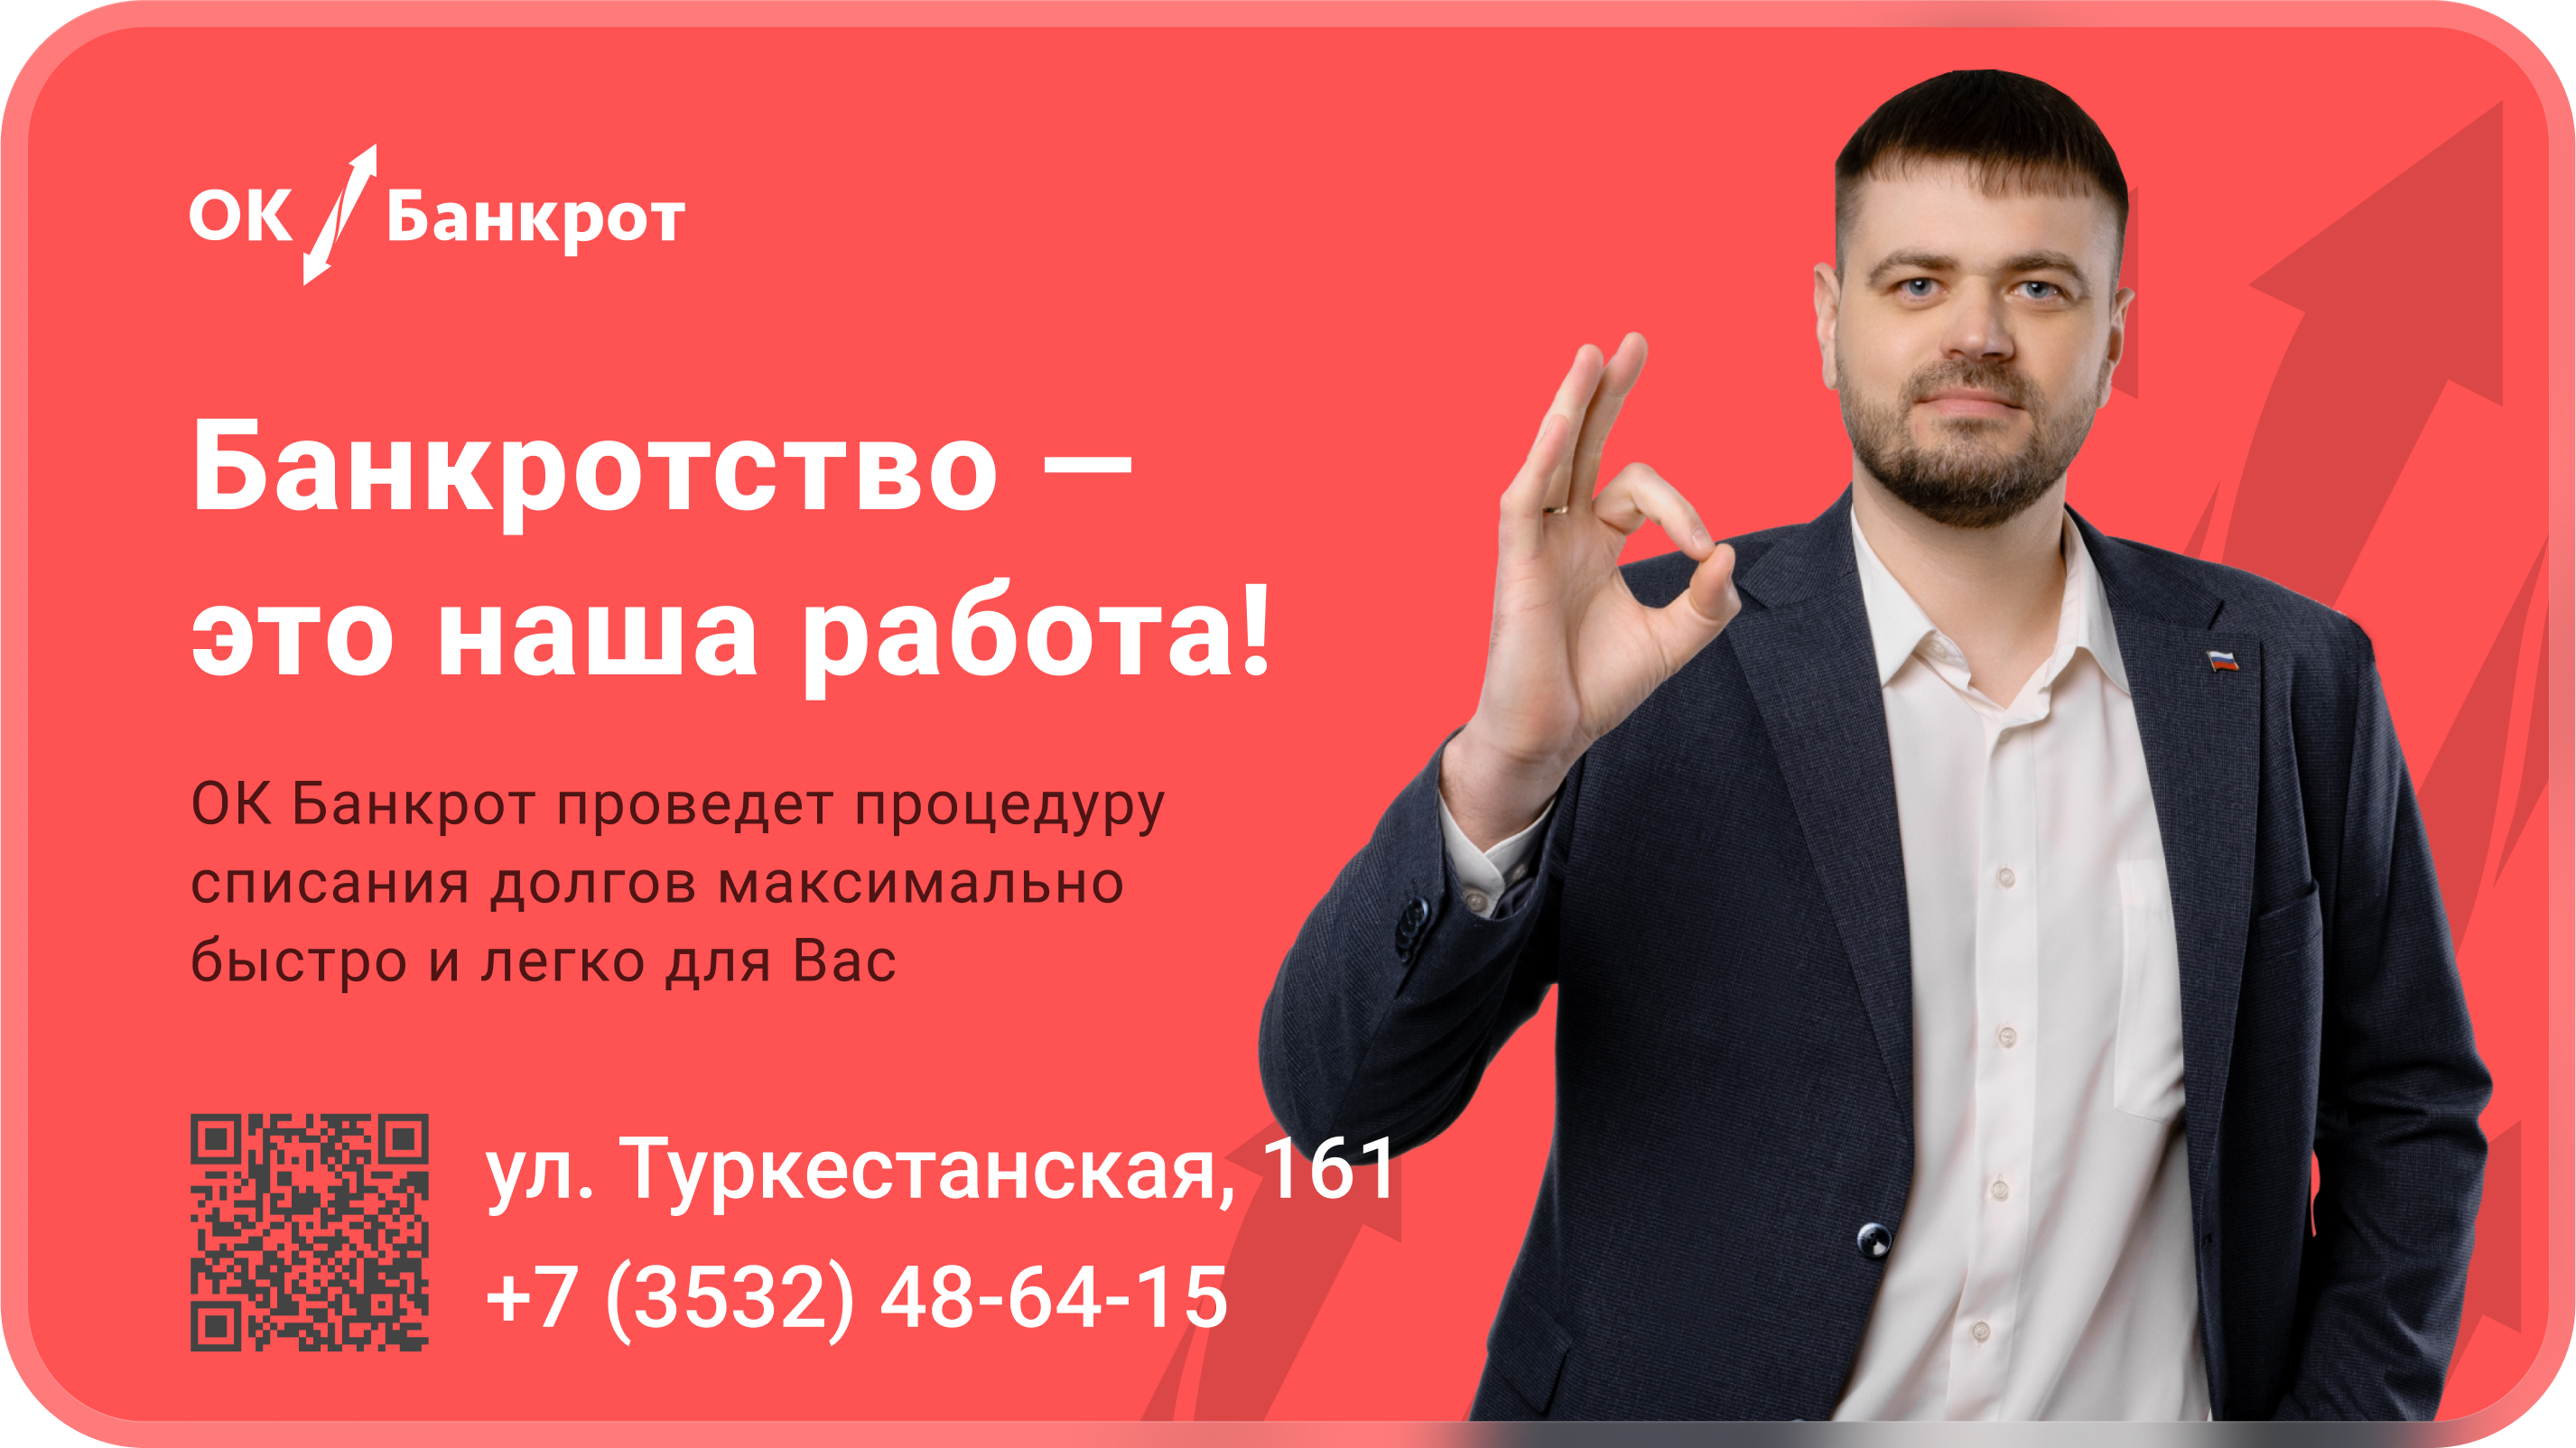 ОК Банкрот
Банкротство —
это наша работа!
ОК Банкрот проведет процедуру
списания долгов максимально
быстро и легко для Вас
ул. Туркестанская, 161
+7 (3532) 48-64-15